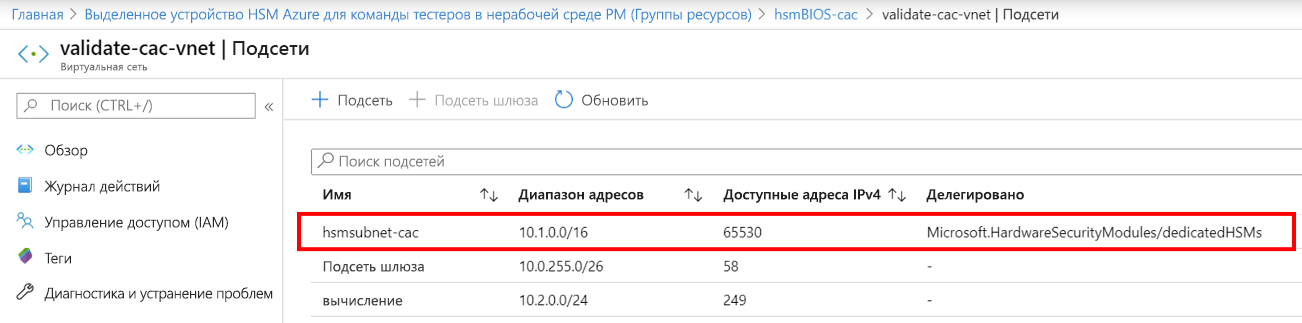 Главная > Выделенное устройство HSM Azure для команды тестеров в нерабочей среде PM (Группы ресурсов) > hsmBIOS-cac > validate-cac-vnet | Подсети
validate-cac-vnet | Подсети
Виртуальная сеть
Поиск (CTRL+/) «
+ Подсеть + Подсеть шлюза Обновить
Обзор
Журнал действий
Управление доступом (IAM)
Теги
Диагностика и устранение проблем
Поиск подсетей
Имя ↑↓ Диапазон адресов ↑↓ Доступные адреса IPv4 ↑↓ Делегировано
hsmsubnet-cac 10.1.0.0/16 65530 Microsoft.HardwareSecurityModules/dedicatedHSMs
Подсеть шлюза 10.0.255.0/26 58 -
вычисление 10.2.0.0/24 249 -